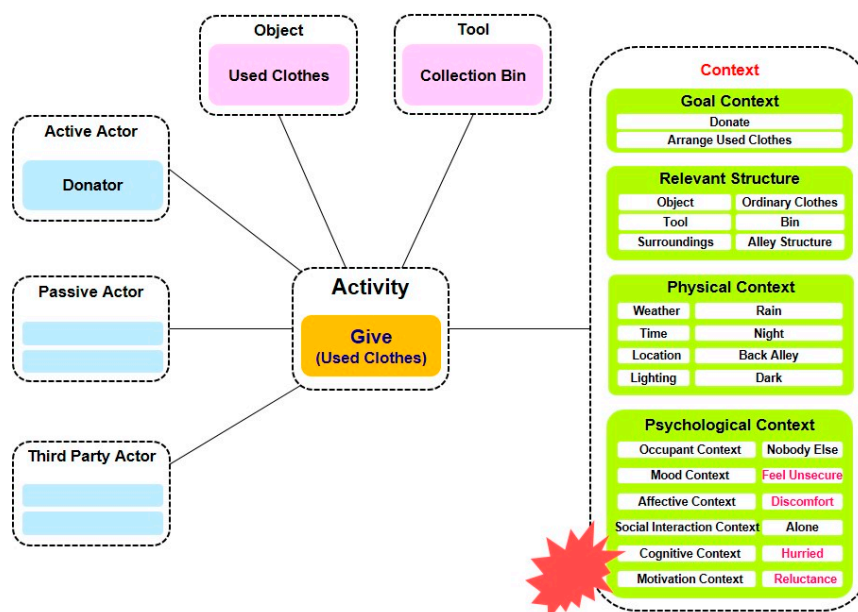 Object
Used Clothes
Tool
Collection Bin
Active Actor
Donator
Passive Actor
Third Party Actor
Activity
Give
(Used Clothes)
Context
Goal Context
Donate
Arrange Used Clothes
Relevant Structure
Object Ordinary Clothes
Tool Bin
Surroundings Alley Structure
Physical Context
Weather Rain
Time Night
Location Back Alley
Lighting Dark
Psychological Context
Occupant Context Nobody Else
Mood Context Feel Unsecure
Affective Context Discomfort
Social Interaction Context Alone
Cognitive Context Hurried
Motivation Context Reluctance